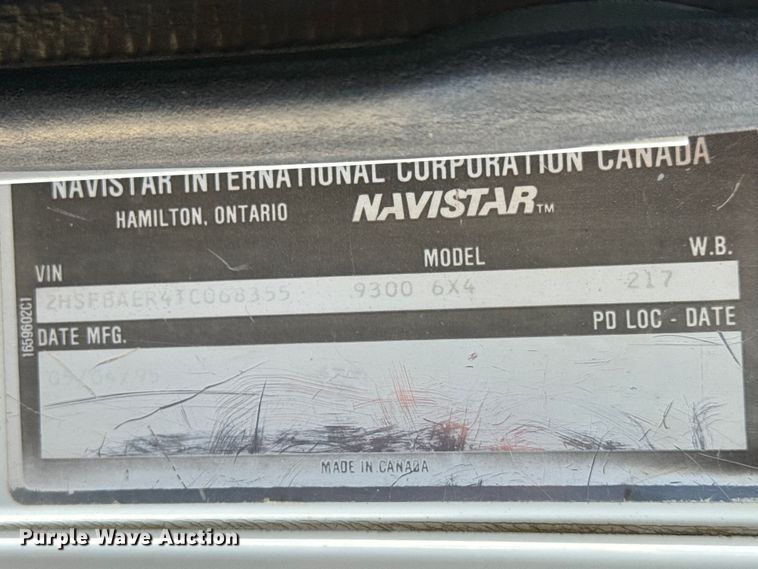 NAVISTAR INTERNATIONAL CORPORATION CANADA
HAMILTON, ONTARIO NAVISTAR™
VIN MODEL W.B.
2HSFBAER4TC068355 9300 6X4 217
1659602C1
DATE MFG. PD LOC - DATE
MADE IN CANADA
Purple Wave Auction